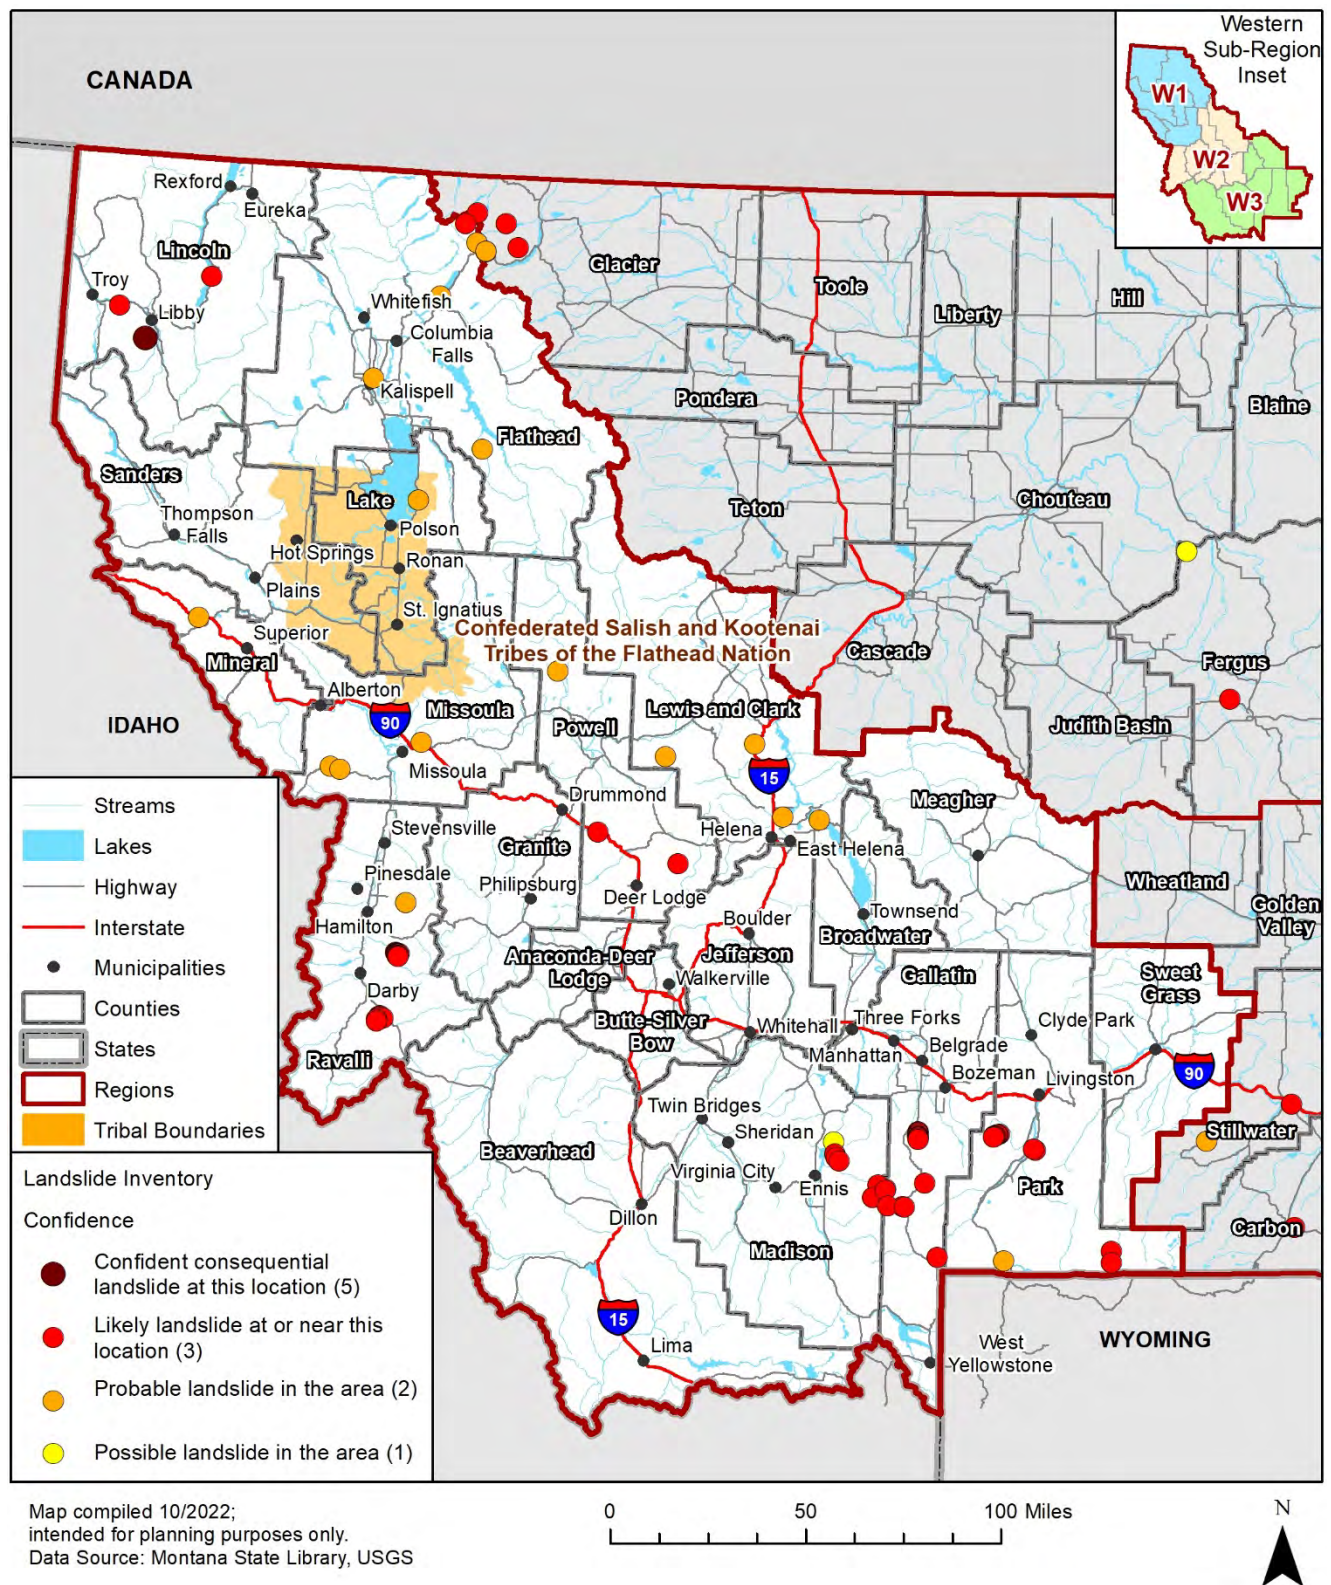 Western
Sub-Region
Inset
W1
W2
W3
CANADA
Rexford
Eureka
Lincoln
Troy
Libby
Whitefish
Columbia
Falls
Kalispell
Flathead
Glacier
Toole
Liberty
Hill
Pondera
Blaine
Sanders
Thompson
Falls
Lake
Polson
Hot Springs
Ronan
Plains
St. Ignatius
Teton
Chouteau
Confederated Salish and Kootenai
Tribes of the Flathead Nation
Superior
Mineral
Alberton
IDAHO
90
Missoula
Missoula
Powell
Lewis and Clark
Cascade
Fergus
Judith Basin
15
Drummond
Meagher
Stevensville
Granite
Helena
East Helena
Pinesdale
Philipsburg
Deer Lodge
Wheatland
Golden
Valley
Hamilton
Boulder
Townsend
Broadwater
Anaconda-Deer
Lodge
Jefferson
Walkerville
Gallatin
Sweet
Grass
Darby
Butte-Silver
Bow
Whitehall
Three Forks
Clyde Park
Manhattan
Belgrade
Ravalli
Bozeman
Livingston
90
Twin Bridges
Sheridan
Stillwater
Beaverhead
Virginia City
Ennis
Park
Dillon
Madison
Carbon
15
Lima
West
Yellowstone
WYOMING
Streams
Lakes
Highway
Interstate
Municipalities
Counties
States
Regions
Tribal Boundaries
Landslide Inventory
Confidence
Confident consequential
landslide at this location (5)
Likely landslide at or near this
location (3)
Probable landslide in the area (2)
Possible landslide in the area (1)
Map compiled 10/2022;
intended for planning purposes only.
Data Source: Montana State Library, USGS
0 50 100 Miles
N